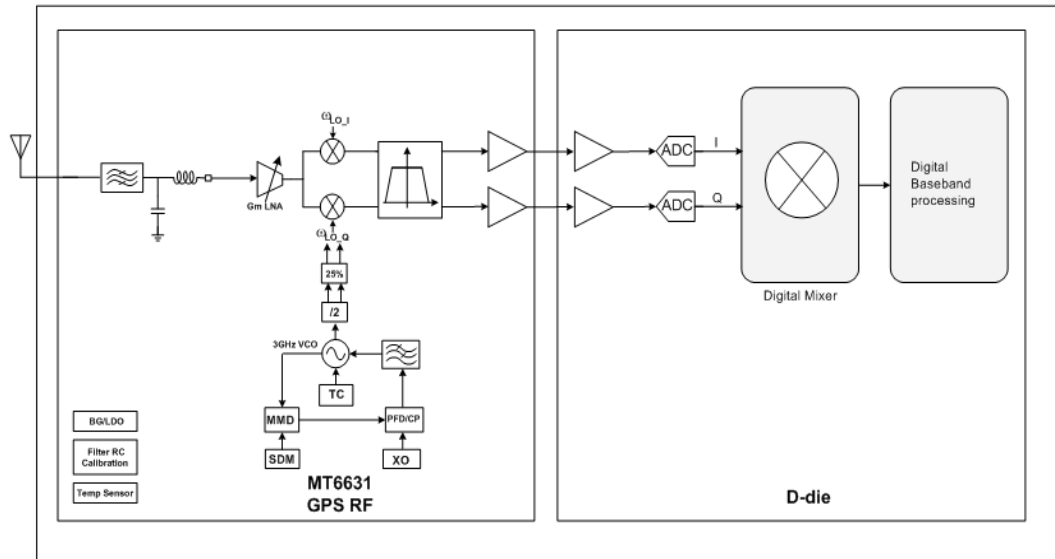 ωLO_I
ADC
I
Gm LNA
ωLO_Q
ADC
Q
Digital
Baseband
processing
25%
/2
Digital Mixer
3GHz VCO
TC
MMD
PFD/CP
SDM
XO
BG/LDO
Filter RC
Calibration
Temp Sensor
MT6631
GPS RF
D-die